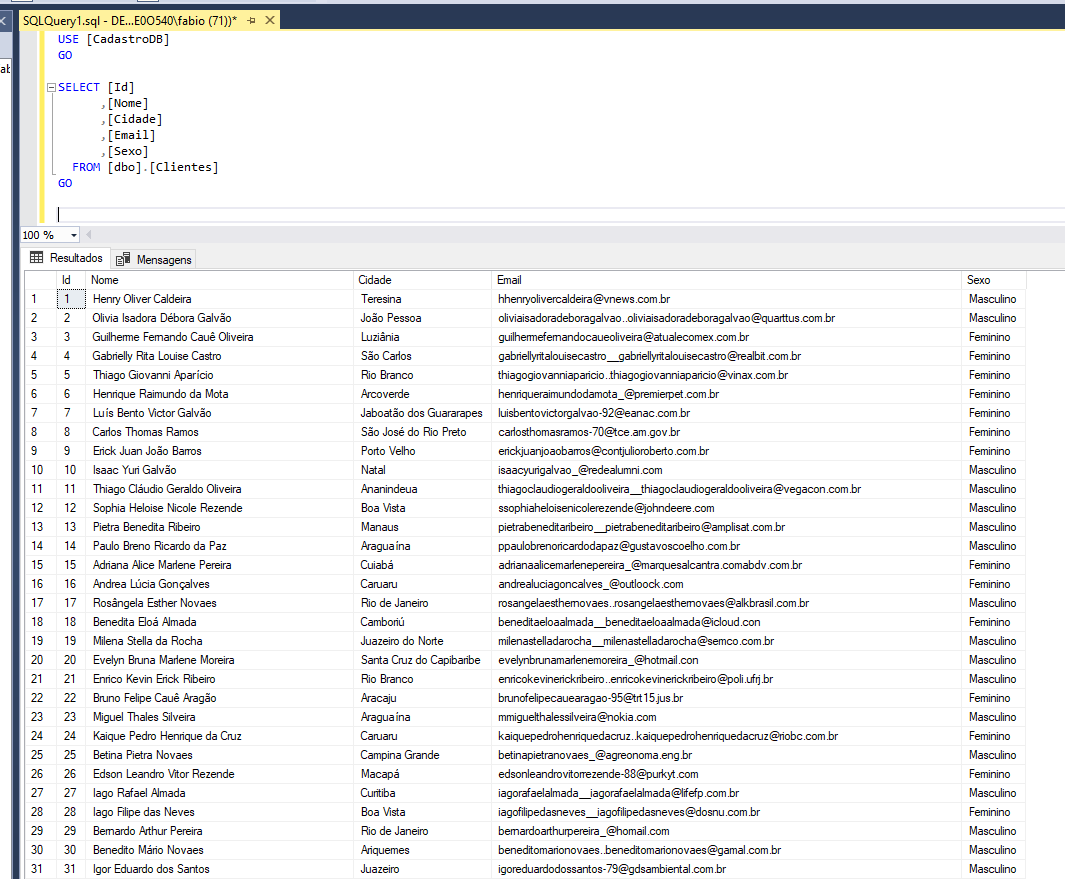 SQLQuery1.sql - DE...E0O540\fabio (71))*
USE [CadastroDB]
GO
ab
SELECT [Id]
,[Nome]
,[Cidade]
,[Email]
,[Sexo]
FROM [dbo].[Clientes]
GO
100 %
Resultados Mensagens
Id Nome Cidade Email Sexo
1 1 Henry Oliver Caldeira Teresina hhenryolivercaldeira@vnews.com.br Masculino
2 2 Olivia Isadora Débora Galvão João Pessoa oliviaisadoradeboragalvao..oliviaisadoradeboragalvao@quarttus.com.br Masculino
3 3 Guilherme Fernando Cauê Oliveira Luziânia guilhermefernandocaueoliveira@atualecomex.com.br Feminino
4 4 Gabrielly Rita Louise Castro São Carlos gabriellyritalouisecastro__gabriellyritalouisecastro@realbit.com.br Feminino
5 5 Thiago Giovanni Aparício Rio Branco thiagogiovanniaparicio..thiagogiovanniaparicio@vinax.com.br Feminino
6 6 Henrique Raimundo da Mota Arcoverde henriqueraimundodamota_@premierpet.com.br Feminino
7 7 Luís Bento Victor Galvão Jaboatão dos Guararapes luisbentovictorgalvao-92@eanac.com.br Feminino
8 8 Carlos Thomas Ramos São José do Rio Preto carlosthomasramos-70@tce.am.gov.br Feminino
9 9 Erick Juan João Barros Porto Velho erickjuanjoaobarros@contjulioroberto.com.br Feminino
10 10 Isaac Yuri Galvão Natal isaacyurigalvao_@redealumni.com Masculino
11 11 Thiago Cláudio Geraldo Oliveira Ananindeua thiagoclaudiogeraldooliveira__thiagoclaudiogeraldooliveira@vegacon.com.br Masculino
12 12 Sophia Heloise Nicole Rezende Boa Vista ssophiaheloisenicolerezende@johndeere.com Masculino
13 13 Pietra Benedita Ribeiro Manaus pietrabeneditaribeiro__pietrabeneditaribeiro@amplisat.com.br Masculino
14 14 Paulo Breno Ricardo da Paz Araguaína ppaulobrenoricardodapaz@gustavoscoelho.com.br Masculino
15 15 Adriana Alice Marlene Pereira Cuiabá adrianaalicemarlenepereira_@marquesalcantra.comabdv.com.br Feminino
16 16 Andrea Lúcia Gonçalves Caruaru andrealuciagoncalves_@outloock.com Feminino
17 17 Rosângela Esther Novaes Rio de Janeiro rosangelaesthernovaes..rosangelaesthernovaes@alkbrasil.com.br Masculino
18 18 Benedita Eloá Almada Camboriú beneditaeloaalmada__beneditaeloaalmada@icloud.con Feminino
19 19 Milena Stella da Rocha Juazeiro do Norte milenastelladarocha__milenastelladarocha@semco.com.br Masculino
20 20 Evelyn Bruna Marlene Moreira Santa Cruz do Capibaribe evelynbrunamarlenemoreira_@hotmail.con Masculino
21 21 Enrico Kevin Erick Ribeiro Rio Branco enricokevinerickribeiro..enricokevinerickribeiro@poli.ufrj.br Masculino
22 22 Bruno Felipe Cauê Aragão Aracaju brunofelipecauearagao-95@trt15.jus.br Feminino
23 23 Miguel Thales Silveira Araguaína mmiguelthalessilveira@nokia.com Masculino
24 24 Kaique Pedro Henrique da Cruz Caruaru kaiquepedrohenriquedacruz..kaiquepedrohenriquedacruz@riobc.com.br Feminino
25 25 Betina Pietra Novaes Campina Grande betinapietranovaes_@agreonoma.eng.br Masculino
26 26 Edson Leandro Vitor Rezende Macapá edsonleandrovitorrezende-88@purkyt.com Feminino
27 27 Iago Rafael Almada Curitiba iagorafaelalmada__iagorafaelalmada@lifefp.com.br Masculino
28 28 Iago Filipe das Neves Boa Vista iagofilipedasneves__iagofilipedasneves@dosnu.com.br Feminino
29 29 Bernardo Arthur Pereira Rio de Janeiro bernardoarthurpereira_@homail.com Masculino
30 30 Benedito Mário Novaes Ariquemes beneditomarionovaes..beneditomarionovaes@gamal.com.br Masculino
31 31 Igor Eduardo dos Santos Juazeiro igoreduardodossantos-79@gdsambiental.com.br Masculino